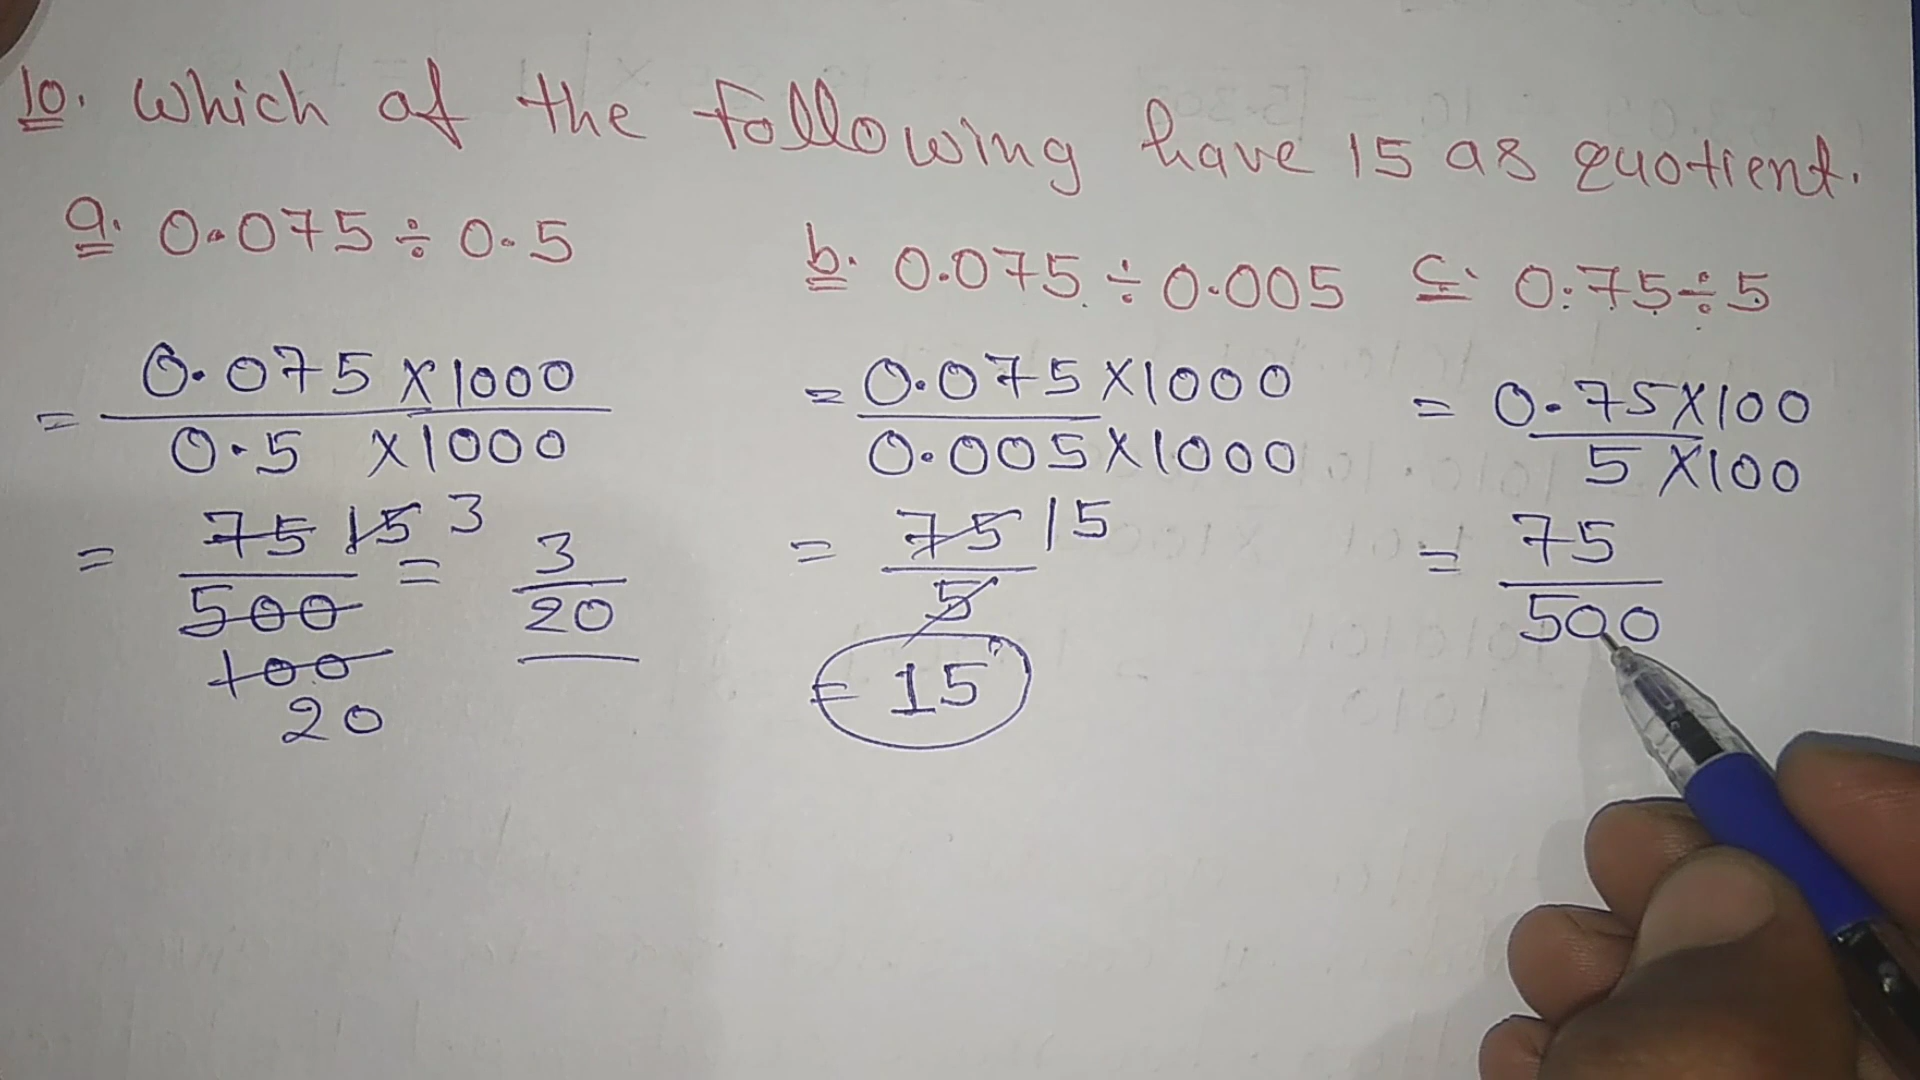 10. Which of the following have 15 as quotient.
a. 0.075 ÷ 0.5
= 0.075 × 1000
0.5 × 1000
= 75 15 3
500
100
20
= 3
20
b. 0.075 ÷ 0.005
= 0.075 × 1000
0.005 × 1000
= 75 15
5
= 15
c. 0.75 ÷ 5
= 0.75 × 100
5 × 100
= 75
500